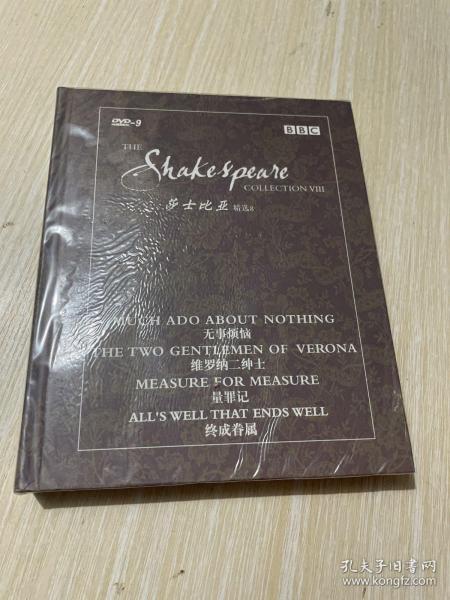 DVD-9
BBC
THE
Shakespeare
COLLECTION VIII
莎士比亚 精选8
MUCH ADO ABOUT NOTHING
无事烦恼
THE TWO GENTLEMEN OF VERONA
维罗纳二绅士
MEASURE FOR MEASURE
量罪记
ALL'S WELL THAT ENDS WELL
终成眷属
孔夫子旧书网
www.kongfz.com